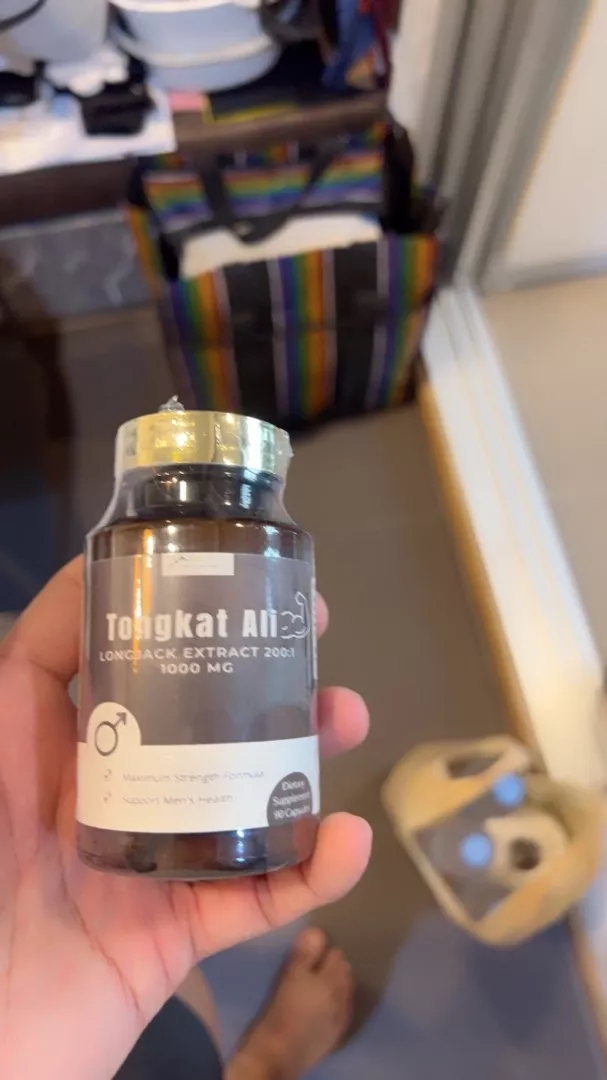 Tongkat Ali
LONGJACK EXTRACT 200:1
1000 MG
Maximum Strength Formula
Support Men's Health
Dietary
Supplement
90 Capsules